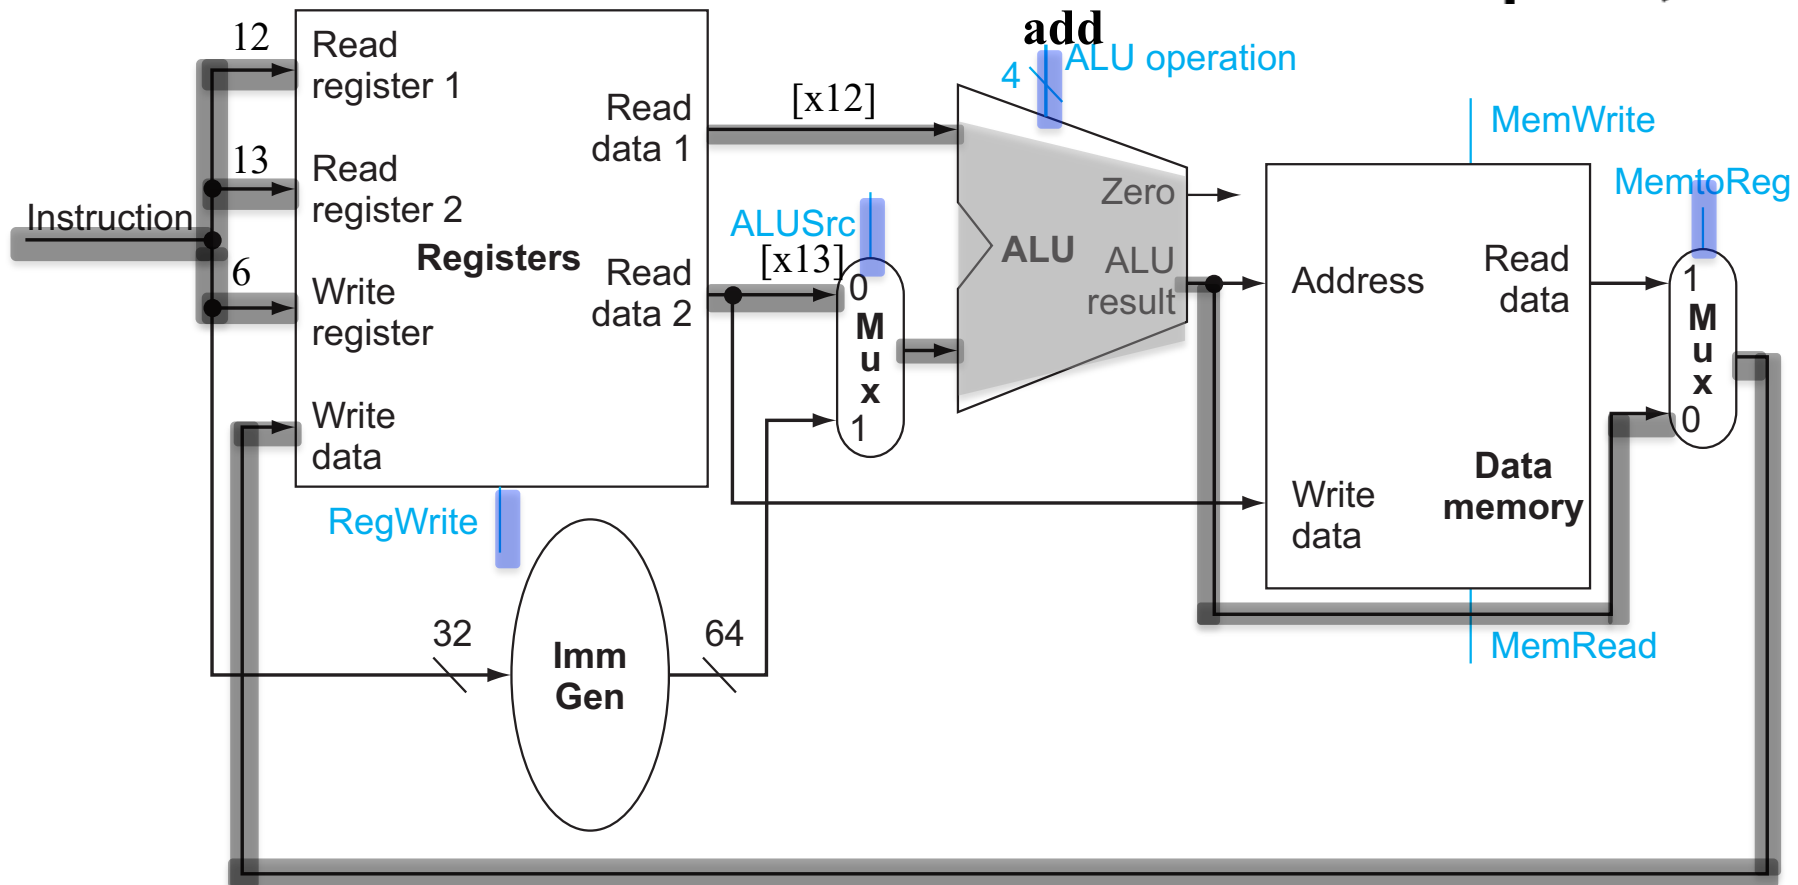 add
12
Read
register 1
ALU operation
4
[x12]
Read
data 1
MemWrite
13
Read
register 2
Zero
MemtoReg
Instruction
ALUSrc
Registers
[x13]
ALU
ALU
result
6
Write
register
Read
data 2
0
M
u
x
1
Address
Read
data
1
M
u
x
0
Write
data
Data
memory
Write
data
RegWrite
32
64
Imm
Gen
MemRead